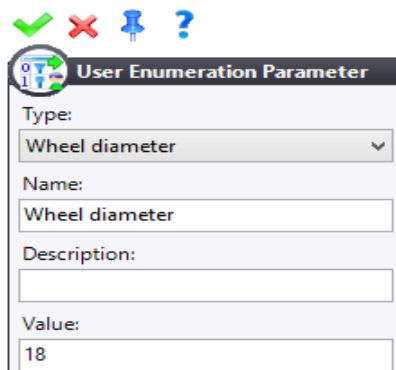 ?
User Enumeration Parameter
Type:
Wheel diameter
Name:
Wheel diameter
Description:
Value:
18